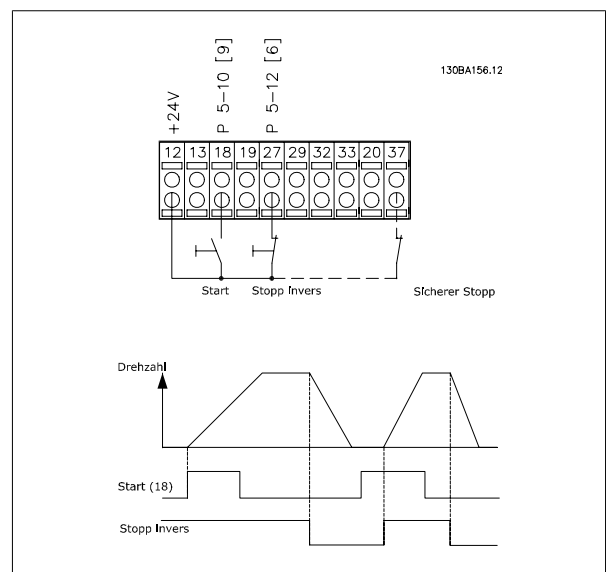 130BA156.12
+24V
P 5-10 [9]
P 5-12 [6]
12 13 18 19 27 29 32 33 20 37
Start Stopp Invers Sicherer Stopp
Drehzahl
Start (18)
Stopp Invers